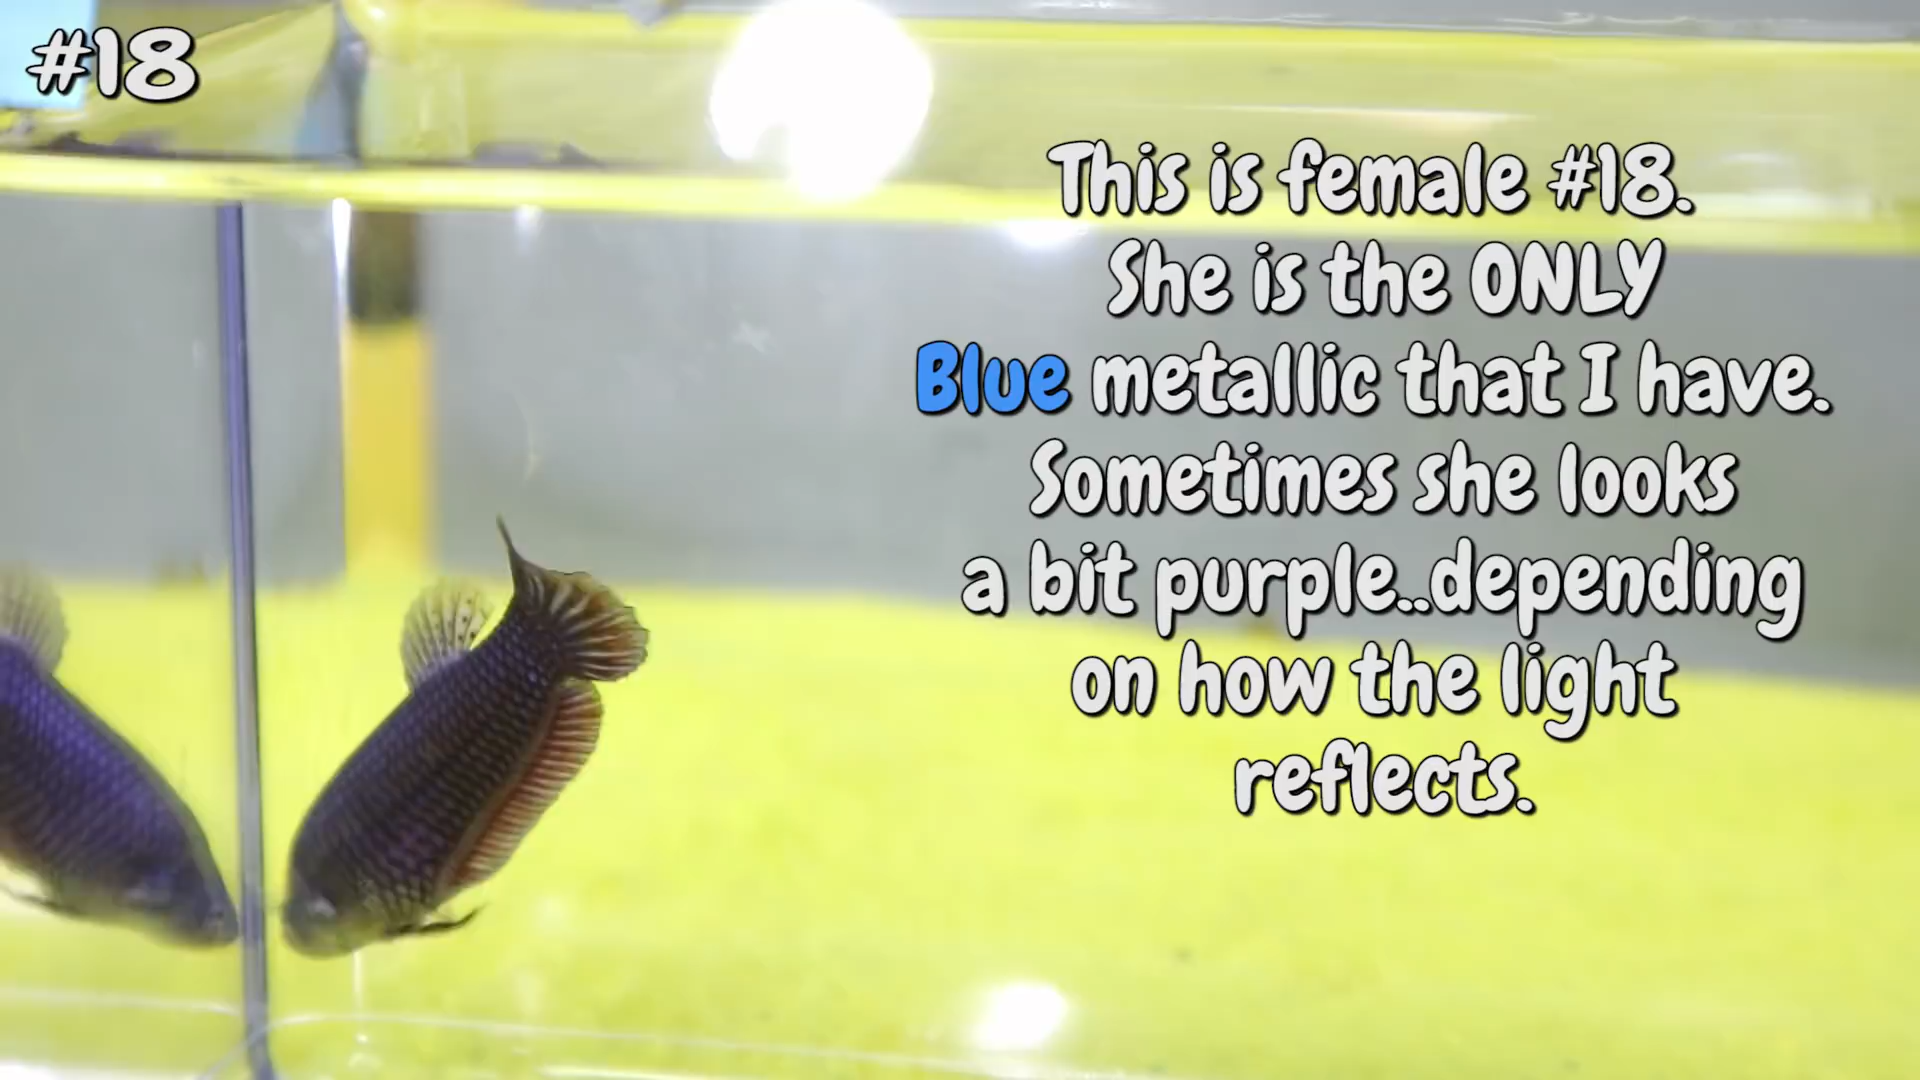 #18
This is female #18.
She is the ONLY
Blue metallic that I have.
Sometimes she looks
a bit purple..depending
on how the light
reflects.